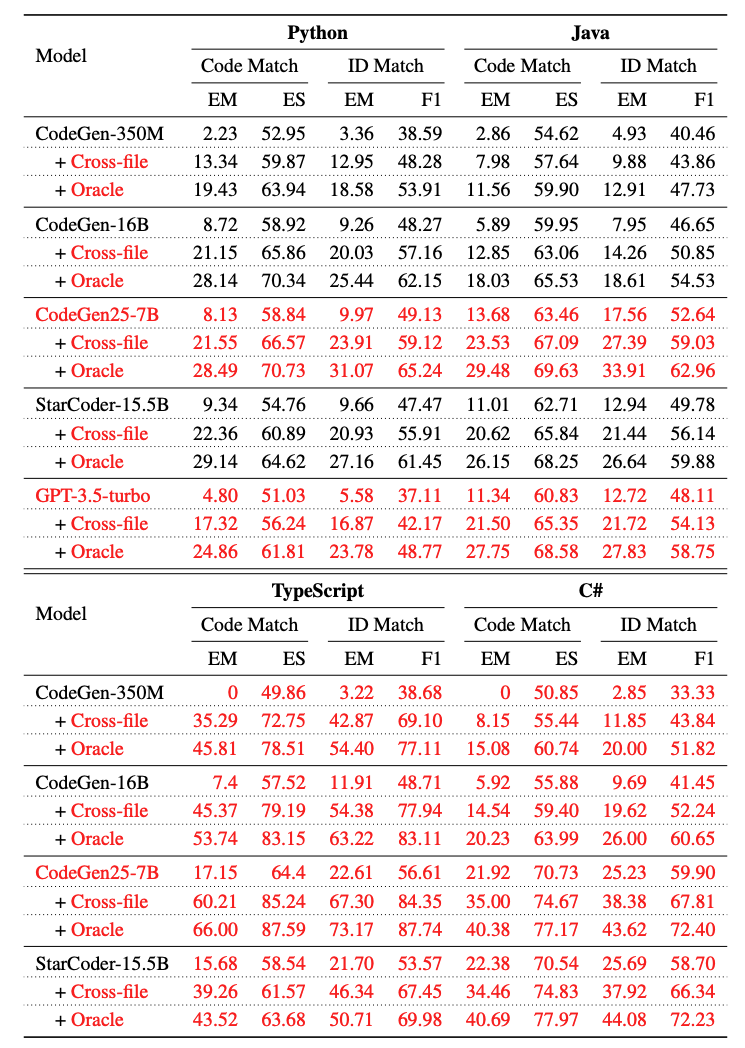 Python Java
Model
Code Match ID Match Code Match ID Match
EM ES EM F1 EM ES EM F1
CodeGen-350M 2.23 52.95 3.36 38.59 2.86 54.62 4.93 40.46
+ Cross-file 13.34 59.87 12.95 48.28 7.98 57.64 9.88 43.86
+ Oracle 19.43 63.94 18.58 53.91 11.56 59.90 12.91 47.73
CodeGen-16B 8.72 58.92 9.26 48.27 5.89 59.95 7.95 46.65
+ Cross-file 21.15 65.86 20.03 57.16 12.85 63.06 14.26 50.85
+ Oracle 28.14 70.34 25.44 62.15 18.03 65.53 18.61 54.53
CodeGen25-7B 8.13 58.84 9.97 49.13 13.68 63.46 17.56 52.64
+ Cross-file 21.55 66.57 23.91 59.12 23.53 67.09 27.39 59.03
+ Oracle 28.49 70.73 31.07 65.24 29.48 69.63 33.91 62.96
StarCoder-15.5B 9.34 54.76 9.66 47.47 11.01 62.71 12.94 49.78
+ Cross-file 22.36 60.89 20.93 55.91 20.62 65.84 21.44 56.14
+ Oracle 29.14 64.62 27.16 61.45 26.15 68.25 26.64 59.88
GPT-3.5-turbo 4.80 51.03 5.58 37.11 11.34 60.83 12.72 48.11
+ Cross-file 17.32 56.24 16.87 42.17 21.50 65.35 21.72 54.13
+ Oracle 24.86 61.81 23.78 48.77 27.75 68.58 27.83 58.75
TypeScript C#
Model
Code Match ID Match Code Match ID Match
EM ES EM F1 EM ES EM F1
CodeGen-350M 0 49.86 3.22 38.68 0 50.85 2.85 33.33
+ Cross-file 35.29 72.75 42.87 69.10 8.15 55.44 11.85 43.84
+ Oracle 45.81 78.51 54.40 77.11 15.08 60.74 20.00 51.82
CodeGen-16B 7.4 57.52 11.91 48.71 5.92 55.88 9.69 41.45
+ Cross-file 45.37 79.19 54.38 77.94 14.54 59.40 19.62 52.24
+ Oracle 53.74 83.15 63.22 83.11 20.23 63.99 26.00 60.65
CodeGen25-7B 17.15 64.4 22.61 56.61 21.92 70.73 25.23 59.90
+ Cross-file 60.21 85.24 67.30 84.35 35.00 74.67 38.38 67.81
+ Oracle 66.00 87.59 73.17 87.74 40.38 77.17 43.62 72.40
StarCoder-15.5B 15.68 58.54 21.70 53.57 22.38 70.54 25.69 58.70
+ Cross-file 39.26 61.57 46.34 67.45 34.46 74.83 37.92 66.34
+ Oracle 43.52 63.68 50.71 69.98 40.69 77.97 44.08 72.23